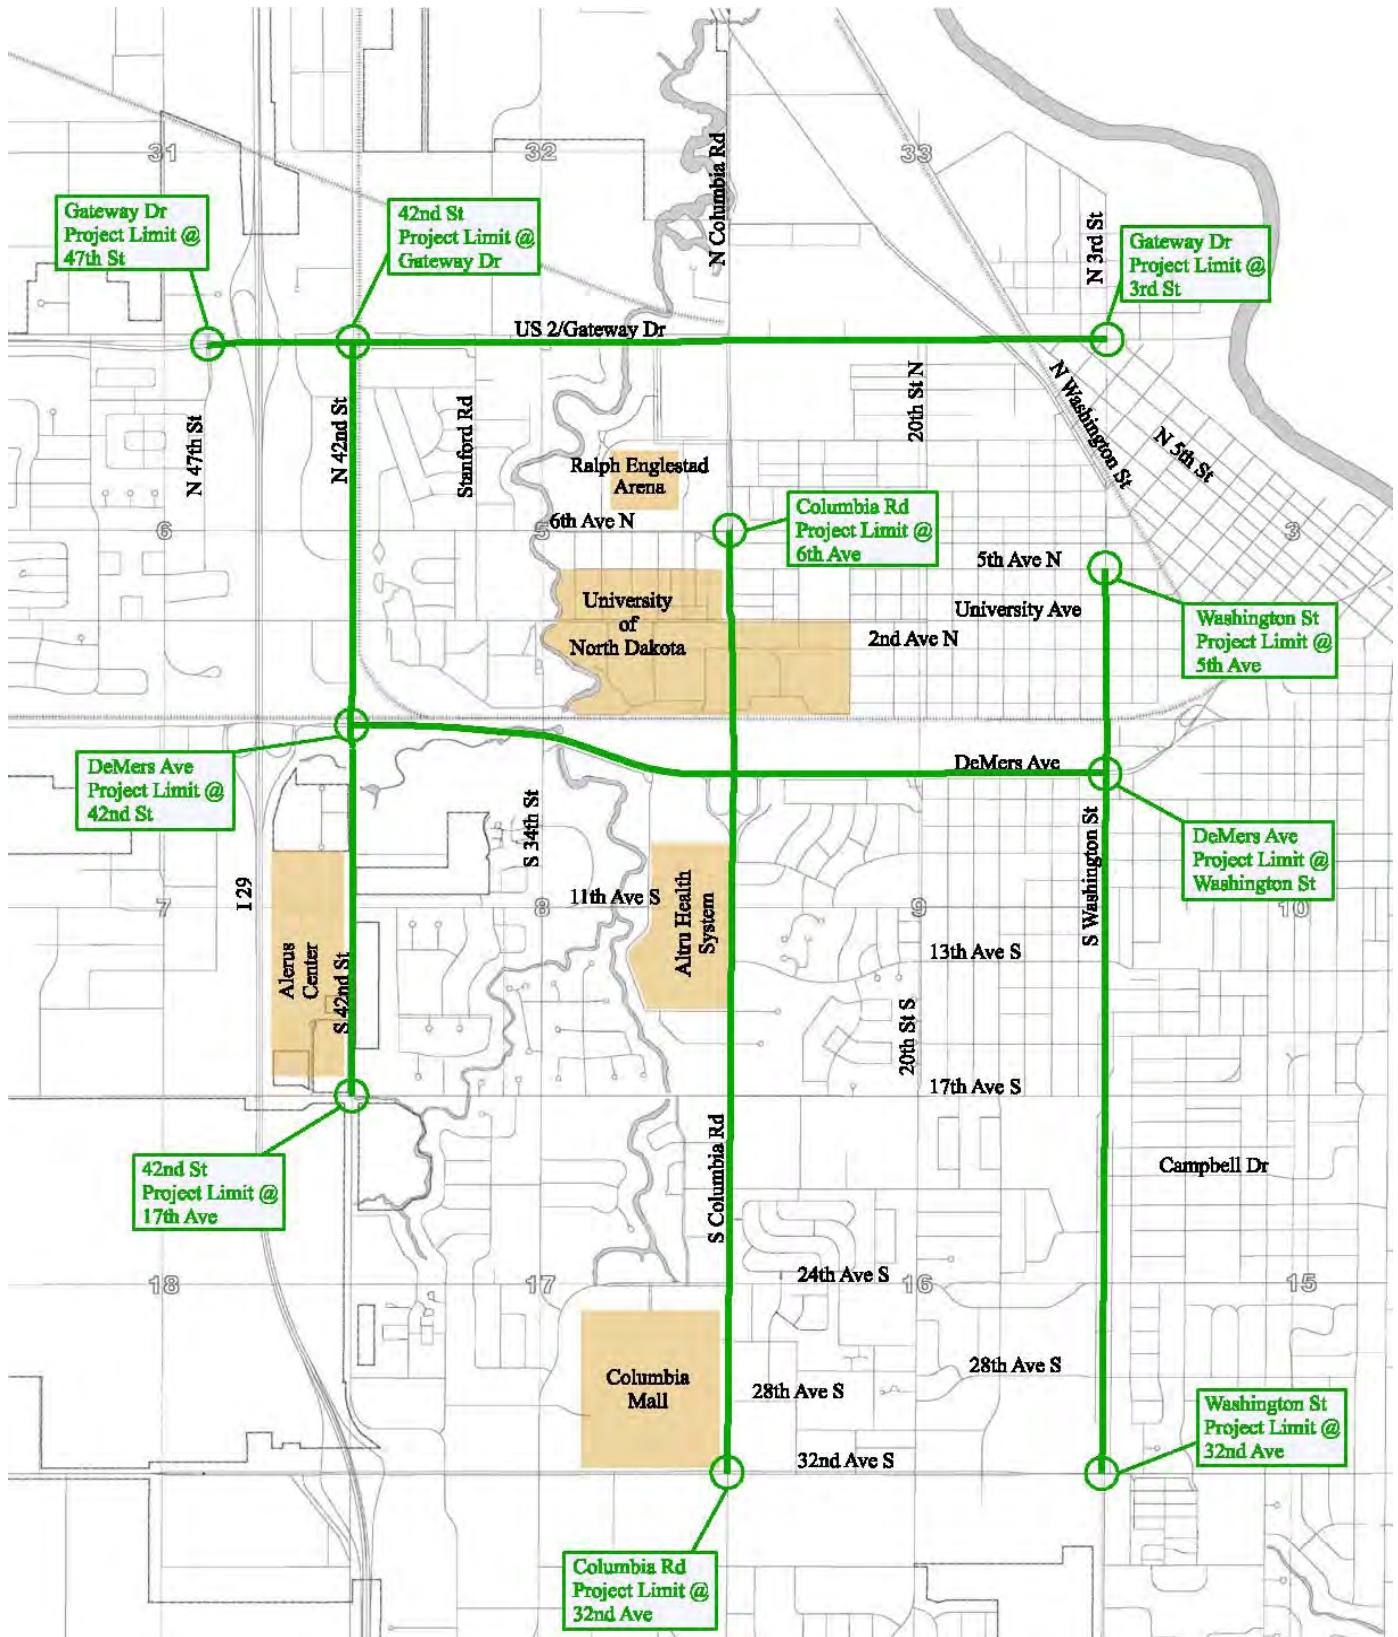 31
32
33
N Columbia Rd
Gateway Dr
Project Limit @
47th St
42nd St
Project Limit @
Gateway Dr
N 3rd St
Gateway Dr
Project Limit @
3rd St
US 2/Gateway Dr
N 47th St
N 42nd St
Stanford Rd
20th St N
N Washington St
N 5th St
Ralph Englestad
Arena
6th Ave N
6
5
3
Columbia Rd
Project Limit @
6th Ave
5th Ave N
University Ave
2nd Ave N
University
of
North Dakota
Washington St
Project Limit @
5th Ave
DeMers Ave
Project Limit @
42nd St
DeMers Ave
DeMers Ave
Project Limit @
Washington St
S 34th St
S Washington St
I 29
7
8
9
10
11th Ave S
Altru Health
System
13th Ave S
Alerus
Center
S 42nd St
20th St S
17th Ave S
42nd St
Project Limit @
17th Ave
S Columbia Rd
Campbell Dr
18
17
16
15
24th Ave S
28th Ave S
28th Ave S
Columbia
Mall
32nd Ave S
Washington St
Project Limit @
32nd Ave
Columbia Rd
Project Limit @
32nd Ave